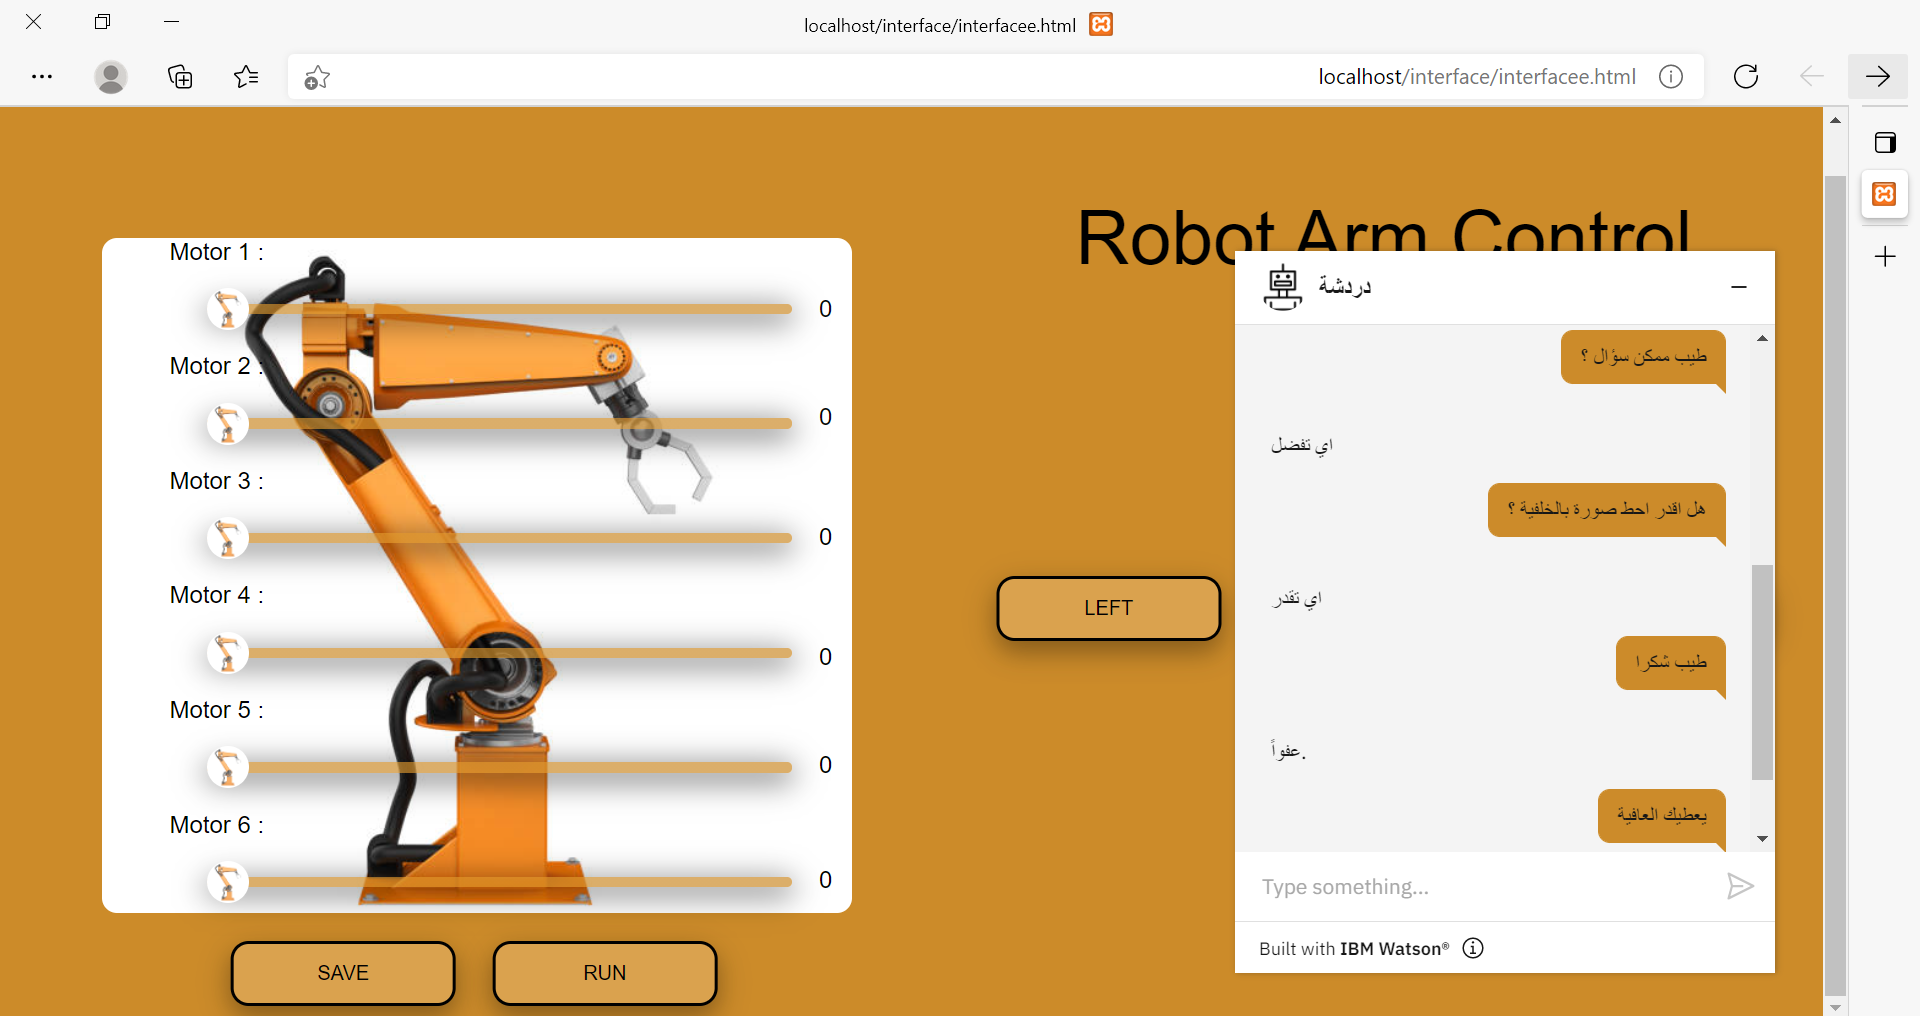 localhost/interface/interfacee.html
localhost/interface/interfacee.html
Robot Arm Control
Motor 1 :
0
Motor 2 :
0
Motor 3 :
0
Motor 4 :
0
Motor 5 :
0
Motor 6 :
0
SAVE
RUN
LEFT
دردشة
طيب ممكن سؤال ؟
اي تفضل
هل اقدر احط صورة بالخلفية ؟
اي تقدر
طيب شكرا
عفواً.
يعطيك العافية
Type something...
Built with IBM Watson®